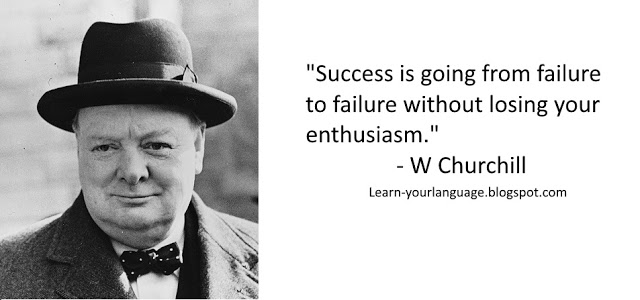 "Success is going from failure
to failure without losing your
enthusiasm."
- W Churchill
Learn-yourlanguage.blogspot.com